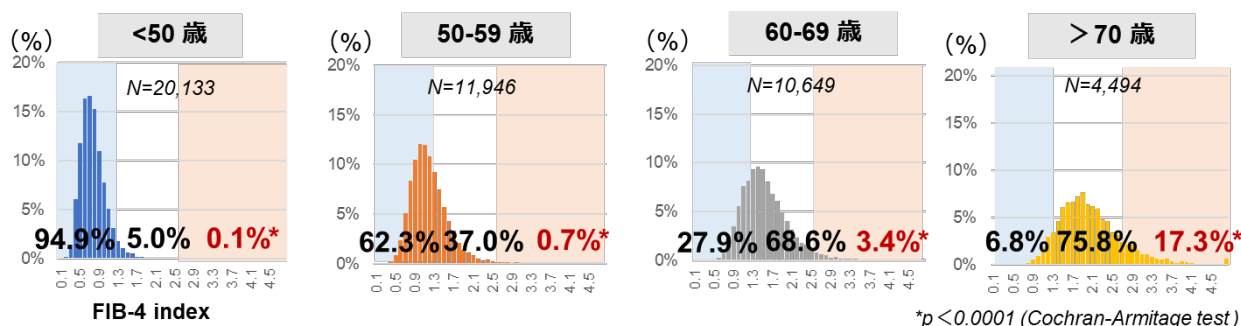 <50 歳
(%)
N=20,133
20%
15%
10%
5%
0%
94.9% 5.0% 0.1%*
0.1 0.5 0.9 1.3 1.7 2.1 2.5 2.9 3.3 3.7 4.1 4.5
FIB-4 index
50-59 歳
(%)
N=11,946
20%
15%
10%
5%
0%
62.3% 37.0% 0.7%*
0.1 0.5 0.9 1.3 1.7 2.1 2.5 2.9 3.3 3.7 4.1 4.5
60-69 歳
(%)
N=10,649
20%
15%
10%
5%
0%
27.9% 68.6% 3.4%*
0.1 0.5 0.9 1.3 1.7 2.1 2.5 2.9 3.3 3.7 4.1 4.5
＞70 歳
(%)
N=4,494
20%
15%
10%
5%
0%
6.8% 75.8% 17.3%*
0.1 0.5 0.9 1.3 1.7 2.1 2.5 2.9 3.3 3.7 4.1 4.5
*p＜0.0001 (Cochran-Armitage test)